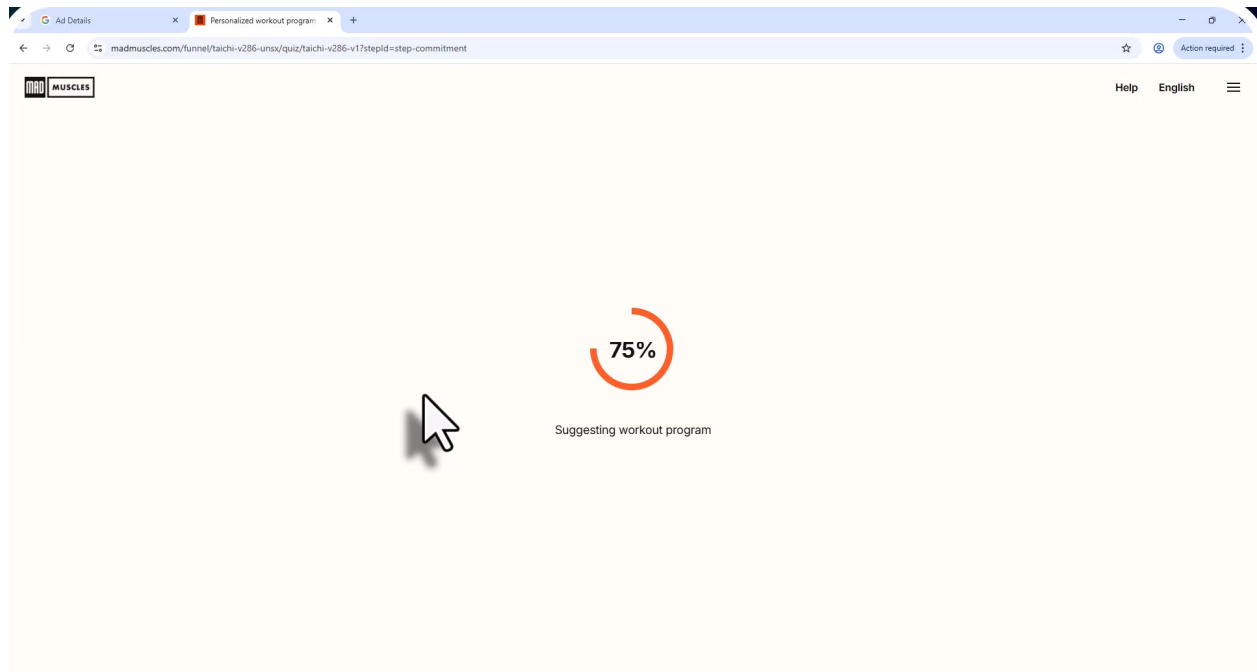 Ad Details
Personalized workout program
madmuscles.com/funnel/taichi-v286-unsx/quiz/taichi-v286-v1?stepId=step-commitment
Action required
MAD MUSCLES
Help
English
75%
Suggesting workout program